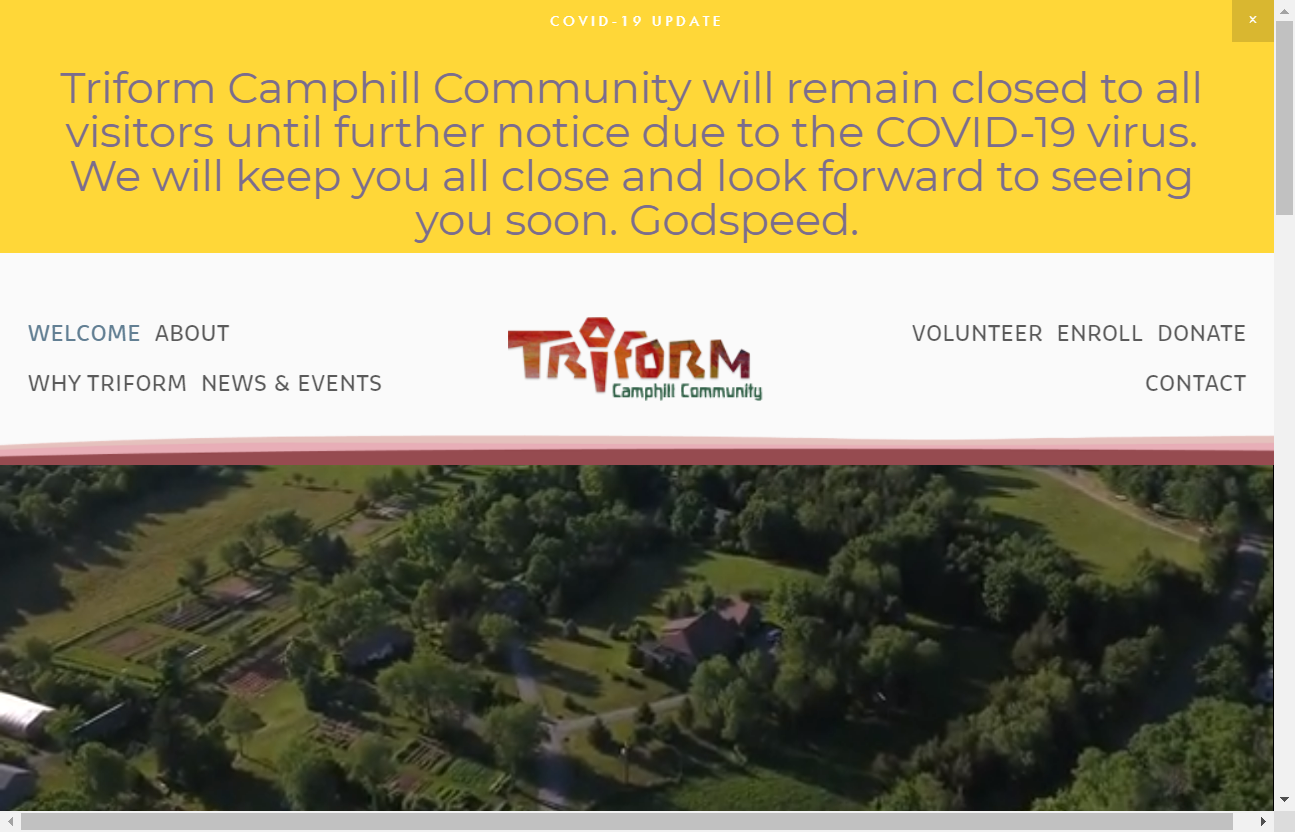 COVID-19 UPDATE
x
Triform Camphill Community will remain closed to all
visitors until further notice due to the COVID-19 virus.
We will keep you all close and look forward to seeing
you soon. Godspeed.
WELCOME ABOUT
WHY TRIFORM NEWS & EVENTS
TRIFORM
Camphill Community
VOLUNTEER ENROLL DONATE
CONTACT